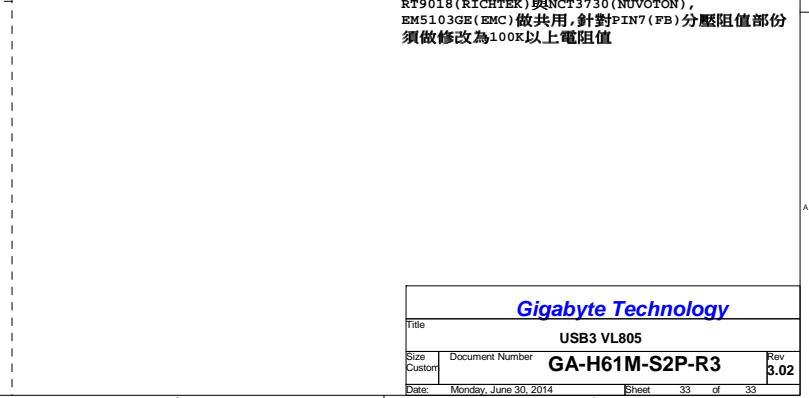 RT9018(RICHTEK)與NCT3730(NUVOTON),
EM5103GE(EMC)做共用,針對PIN7(FB)分壓阻值部份
須做修改為100K以上電阻值
A
Gigabyte Technology
Title
USB3 VL805
Size Document Number Rev
Custom GA-H61M-S2P-R3 3.02
Date: Monday, June 30, 2014 Sheet 33 of 33